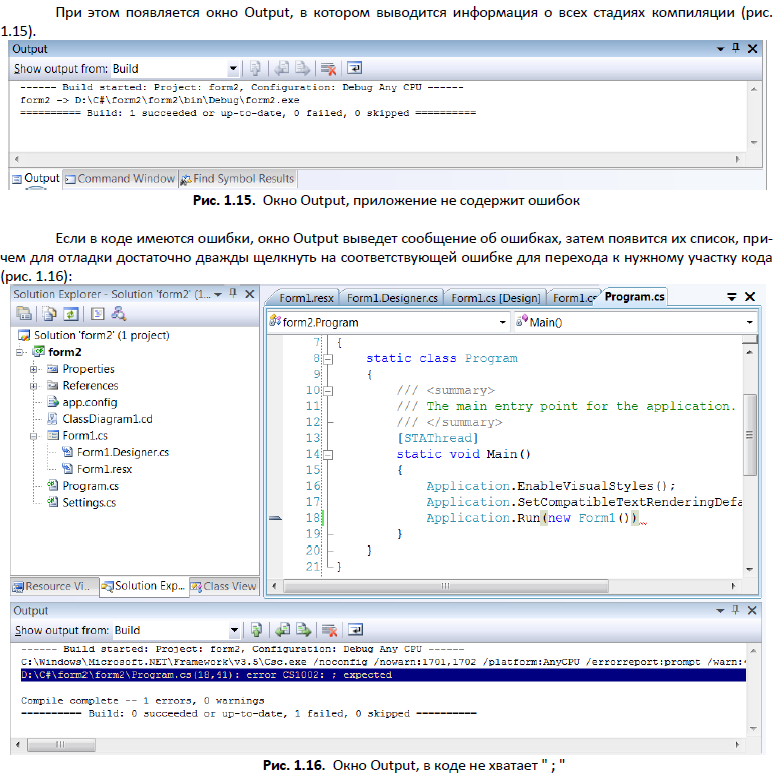 При этом появляется окно Output, в котором выводится информация о всех стадиях компиляции (рис.
1.15).
Output
Show output from: Build
------ Build started: Project: form2, Configuration: Debug Any CPU ------
form2 -> D:\C#\form2\form2\bin\Debug\form2.exe
========== Build: 1 succeeded or up-to-date, 0 failed, 0 skipped ==========
Output Command Window Find Symbol Results
Рис. 1.15. Окно Output, приложение не содержит ошибок
Если в коде имеются ошибки, окно Output выведет сообщение об ошибках, затем появится их список, при-
чем для отладки достаточно дважды щелкнуть на соответствующей ошибке для перехода к нужному участку кода
(рис. 1.16):
Solution Explorer - Solution 'form2' (1...
Solution 'form2' (1 project)
form2
Properties
References
app.config
ClassDiagram1.cd
Form1.cs
Form1.Designer.cs
Form1.resx
Program.cs
Settings.cs
Resource Vi... Solution Exp... Class View
Form1.resx Form1.Designer.cs Form1.cs [Design] Form1.cs Program.cs
form2.Program Main()
7 {
8 static class Program
9 {
10 /// <summary>
11 /// The main entry point for the application.
12 /// </summary>
13 [STAThread]
14 static void Main()
15 {
16 Application.EnableVisualStyles();
17 Application.SetCompatibleTextRenderingDefa
18 Application.Run(new Form1())
19 }
20 }
21 }
Output
Show output from: Build
------ Build started: Project: form2, Configuration: Debug Any CPU ------
C:\Windows\Microsoft.NET\Framework\v3.5\Csc.exe /noconfig /nowarn:1701,1702 /platform:AnyCPU /errorreport:prompt /warn:
D:\C#\form2\form2\Program.cs(18,41): error CS1002: ; expected
Compile complete -- 1 errors, 0 warnings
========== Build: 0 succeeded or up-to-date, 1 failed, 0 skipped ==========
Рис. 1.16. Окно Output, в коде не хватает " ; "